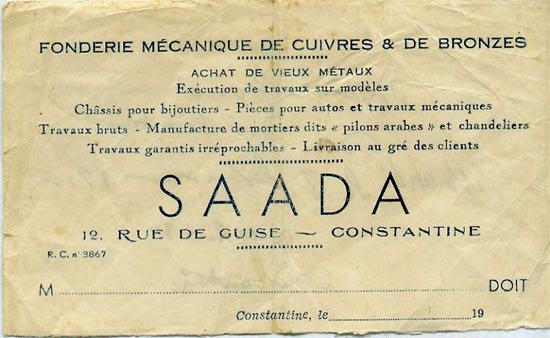 FONDERIE MÉCANIQUE DE CUIVRES & DE BRONZES
ACHAT DE VIEUX MÉTAUX
Exécution de travaux sur modèles
Châssis pour bijoutiers - Pièces pour autos et travaux mécaniques
Travaux bruts - Manufacture de mortiers dits « pilons arabes » et chandeliers
Travaux garantis irréprochables - Livraison au gré des clients
SAADA
12, RUE DE GUISE — CONSTANTINE
R. C. n° 3867
M DOIT
Constantine, le 19